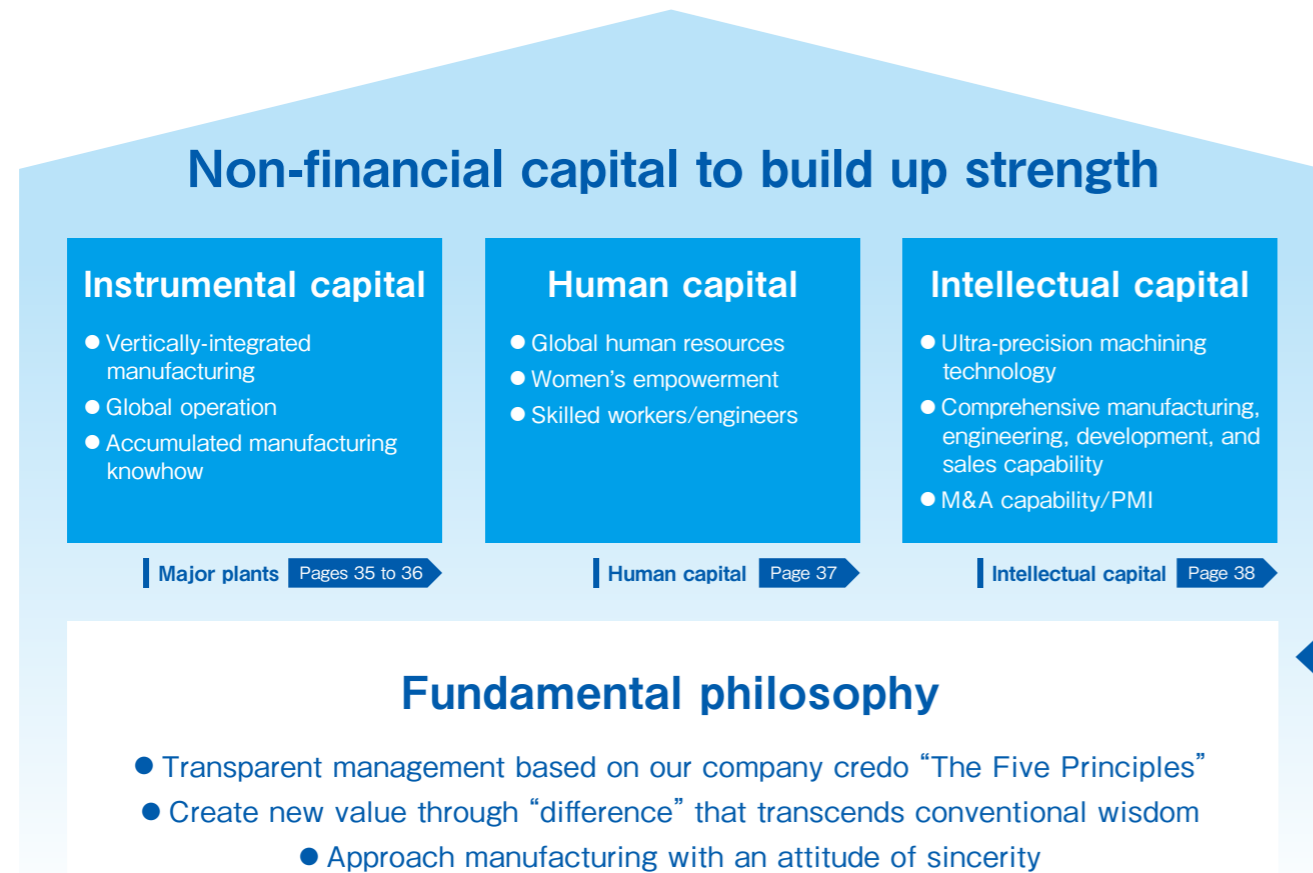 Non-financial capital to build up strength
Instrumental capital
● Vertically-integrated
manufacturing
● Global operation
● Accumulated manufacturing
knowhow
Major plants Pages 35 to 36
Human capital
● Global human resources
● Women's empowerment
● Skilled workers/engineers
Human capital Page 37
Intellectual capital
● Ultra-precision machining
technology
● Comprehensive manufacturing,
engineering, development, and
sales capability
● M&A capability/PMI
Intellectual capital Page 38
Fundamental philosophy
● Transparent management based on our company credo “The Five Principles”
● Create new value through “difference” that transcends conventional wisdom
● Approach manufacturing with an attitude of sincerity